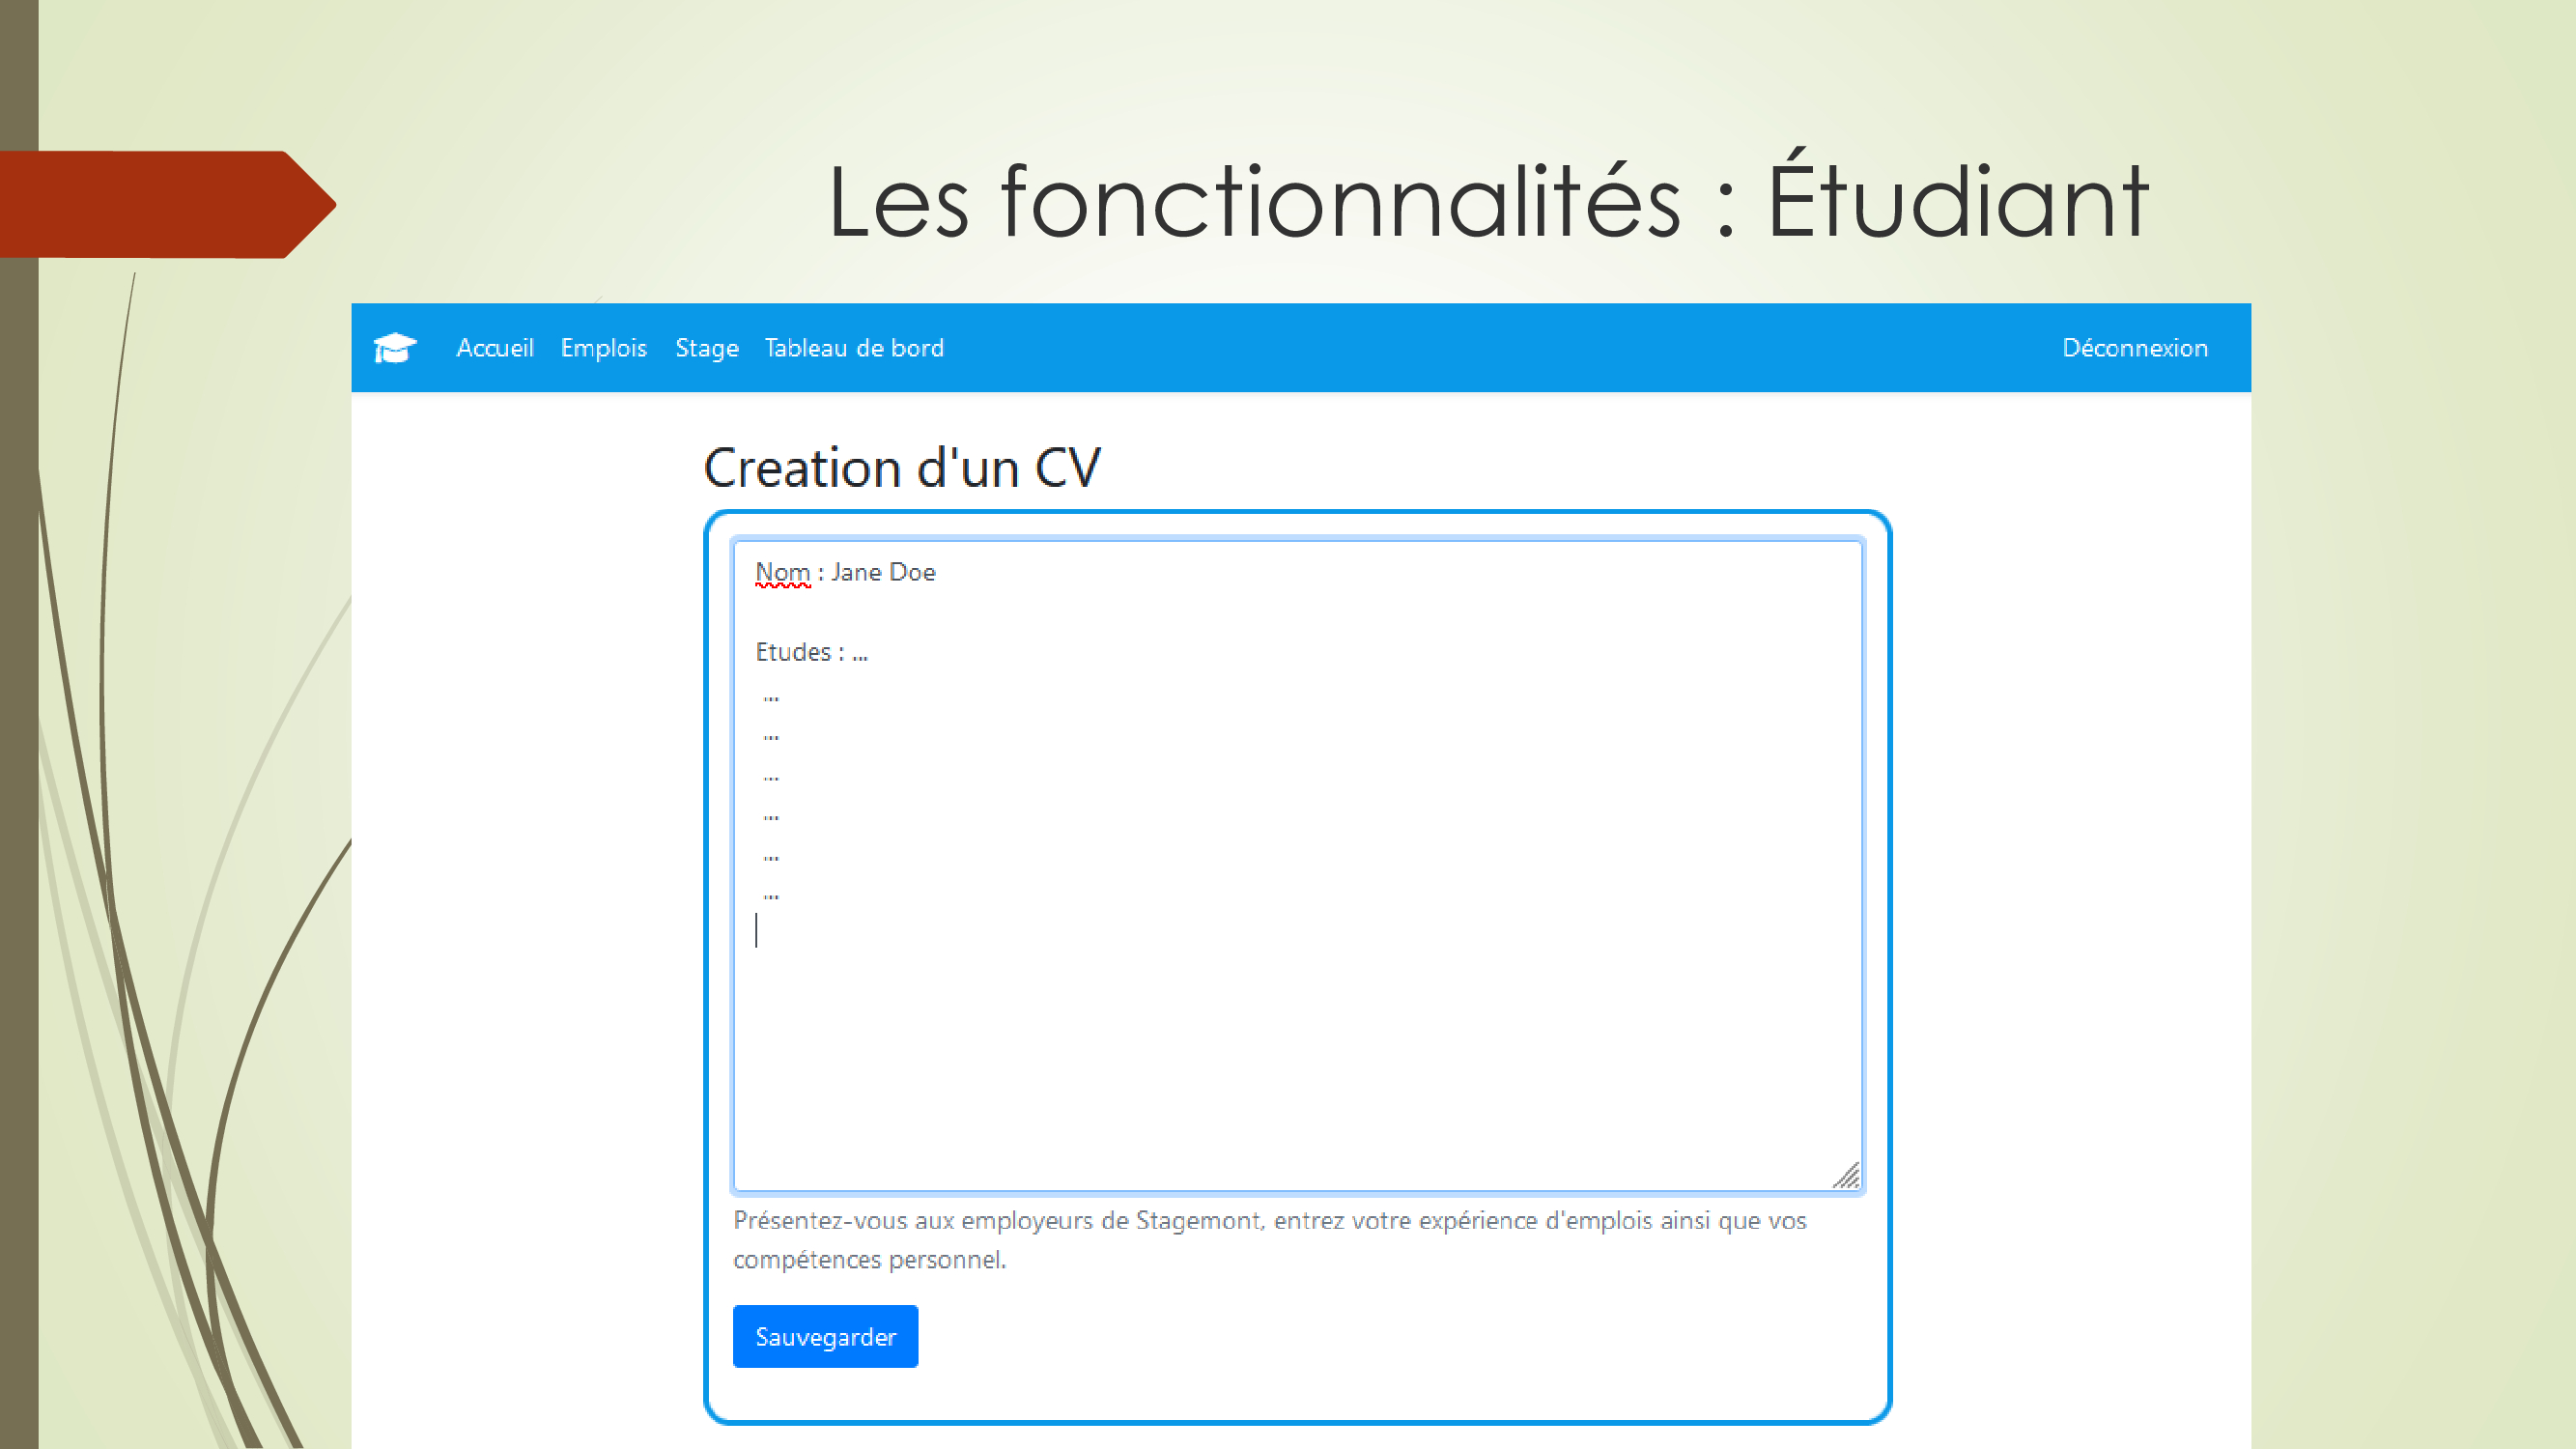 Les fonctionnalités : Étudiant
Accueil Emplois Stage Tableau de bord Déconnexion
Creation d'un CV
Nom : Jane Doe
Etudes : ...
...
...
...
...
...
...
Présentez-vous aux employeurs de Stagemont, entrez votre expérience d'emplois ainsi que vos
compétences personnel.
Sauvegarder